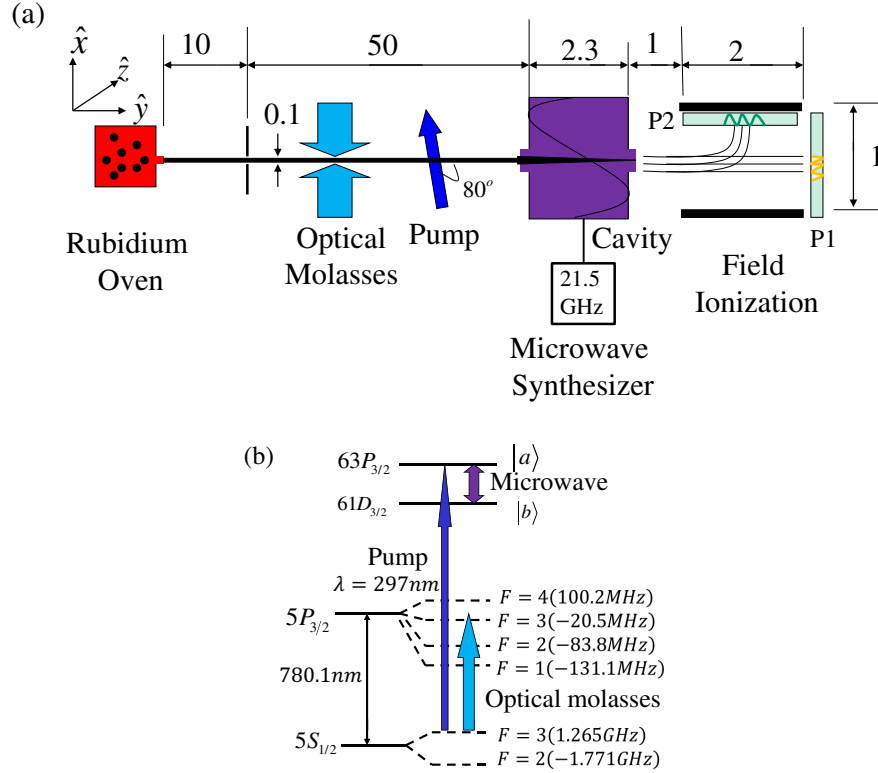 (a)
x̂
ẑ
ŷ
10
50
2.3
1
2
0.1
80°
P2
1
P1
Rubidium
Oven
Optical
Molasses
Pump
Cavity
Field
Ionization
21.5
GHz
Microwave
Synthesizer
(b)
63P3/2
|a⟩
Microwave
61D3/2
|b⟩
Pump
λ = 297nm
F = 4(100.2MHz)
5P3/2
F = 3(−20.5MHz)
F = 2(−83.8MHz)
F = 1(−131.1MHz)
780.1nm
Optical molasses
5S1/2
F = 3(1.265GHz)
F = 2(−1.771GHz)